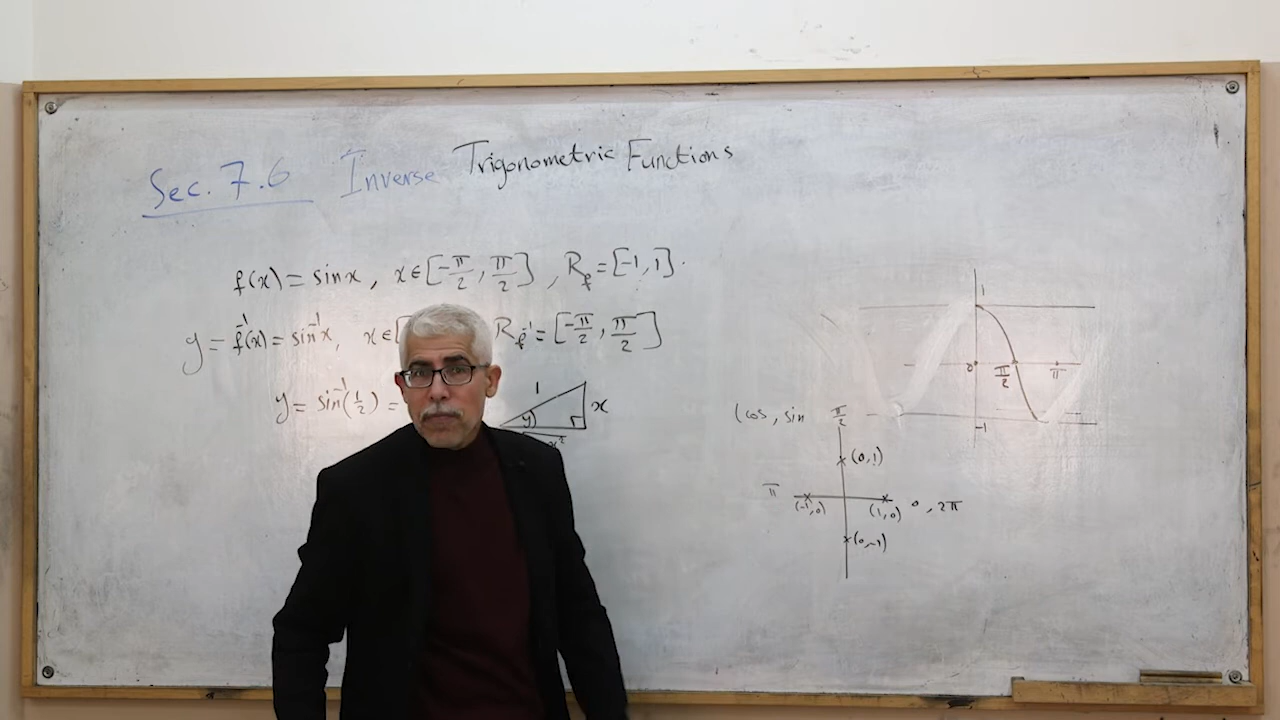 Sec. 7.6 Inverse Trigonometric Functions
f(x) = sin x , x ∈ [-π/2 , π/2] , R_f = [-1, 1].
y = f⁻¹(x) = sin⁻¹x , x ∈ [ R_f⁻¹ = [-π/2 , π/2]
y = sin⁻¹(1/2) =
1
x
y
x²
1
0
π/2
π
-1
(cos , sin
π/2
(0,1)
π
(-1,0)
(1,0)
0 , 2π
(0,-1)